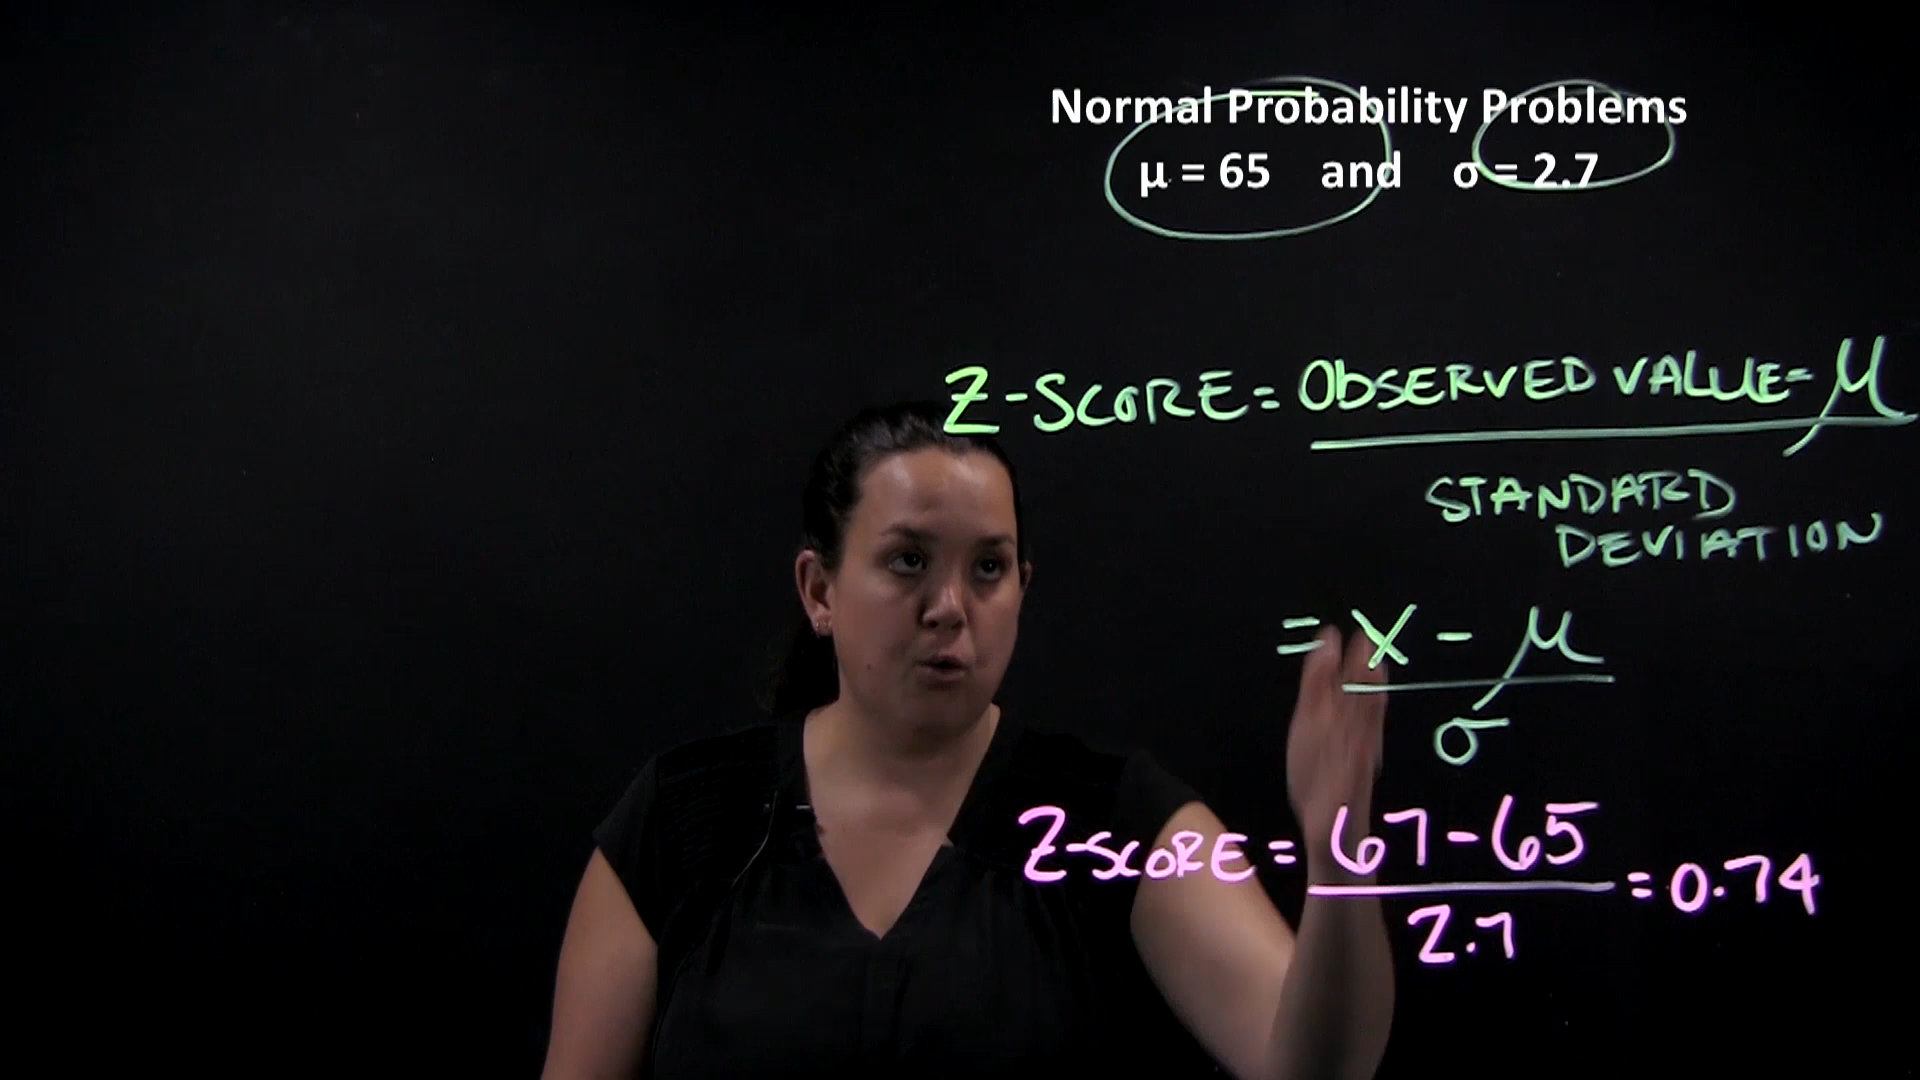 Normal Probability Problems
μ = 65 and σ = 2.7
Z-SCORE = OBSERVED VALUE - μ
STANDARD
DEVIATION
= X - μ
σ
Z-SCORE = 67 - 65 = 0.74
2.7